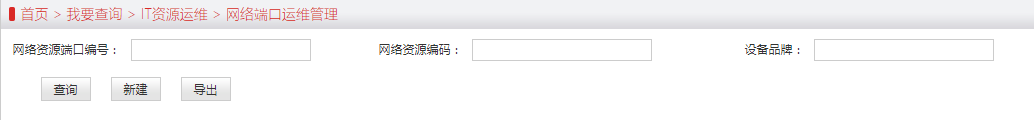 首页 > 我要查询 > IT资源运维 > 网络端口运维管理
网络资源端口编号： 网络资源编码： 设备品牌：
查询 新建 导出